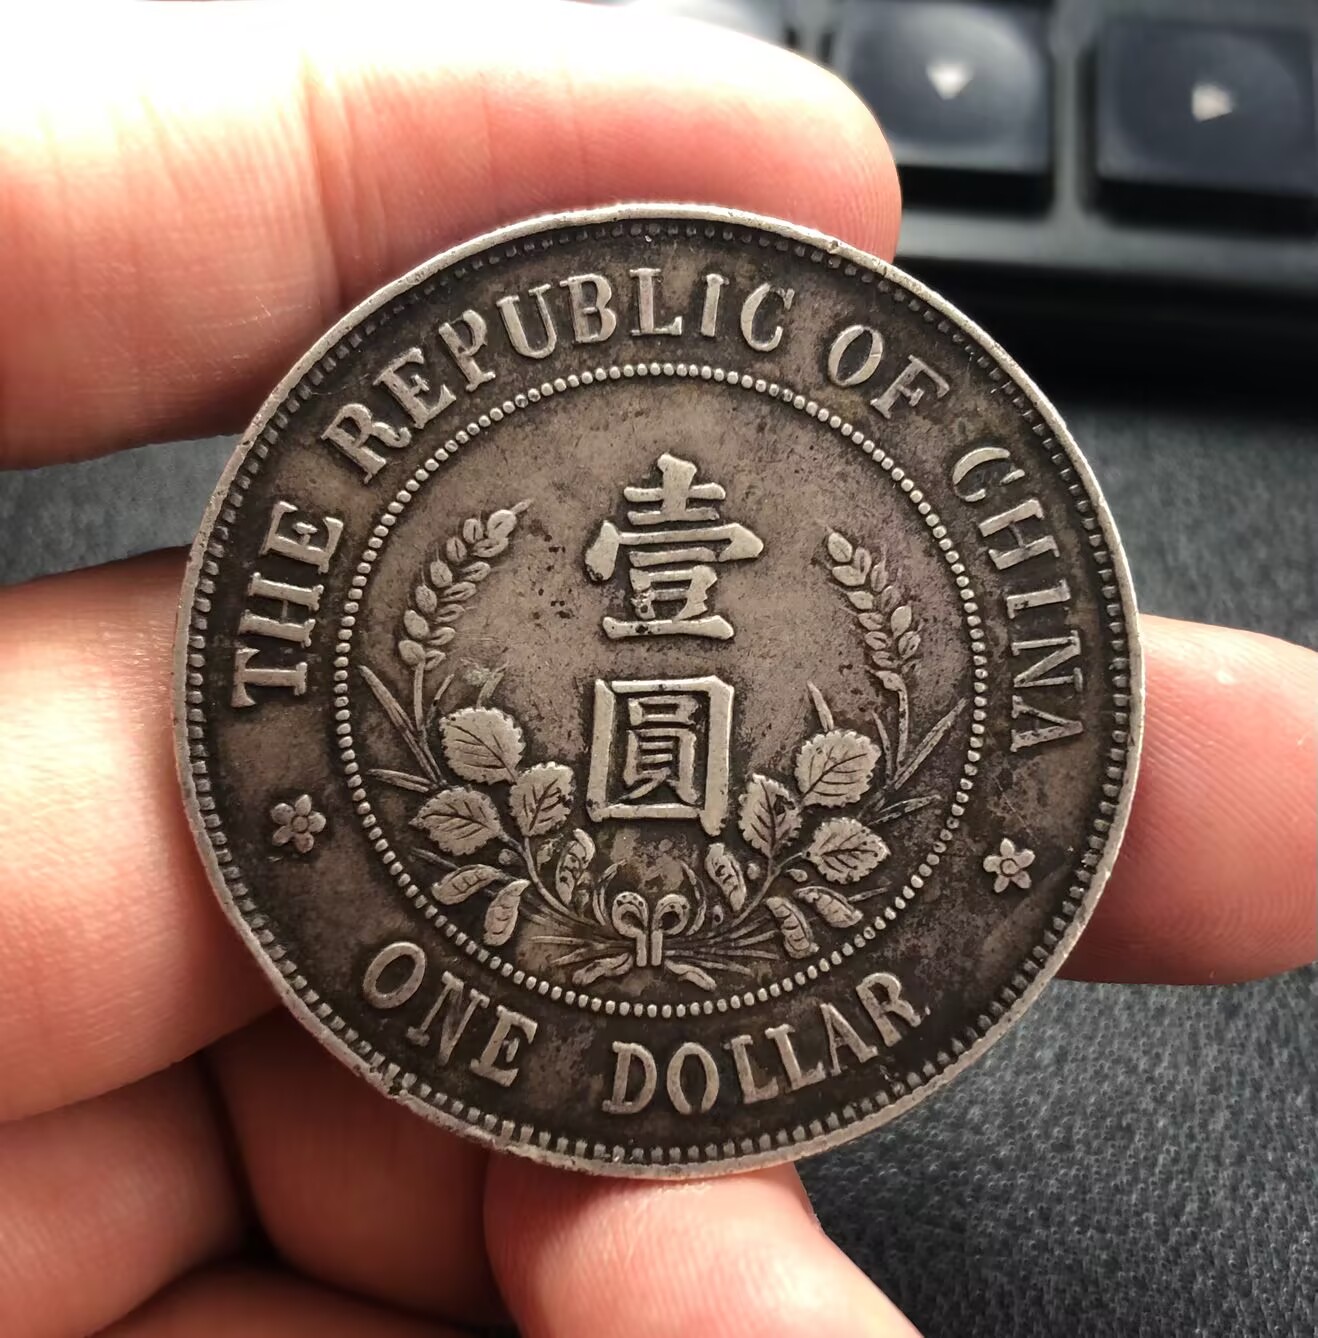 THE REPUBLIC OF CHINA
壹
圓
ONE DOLLAR